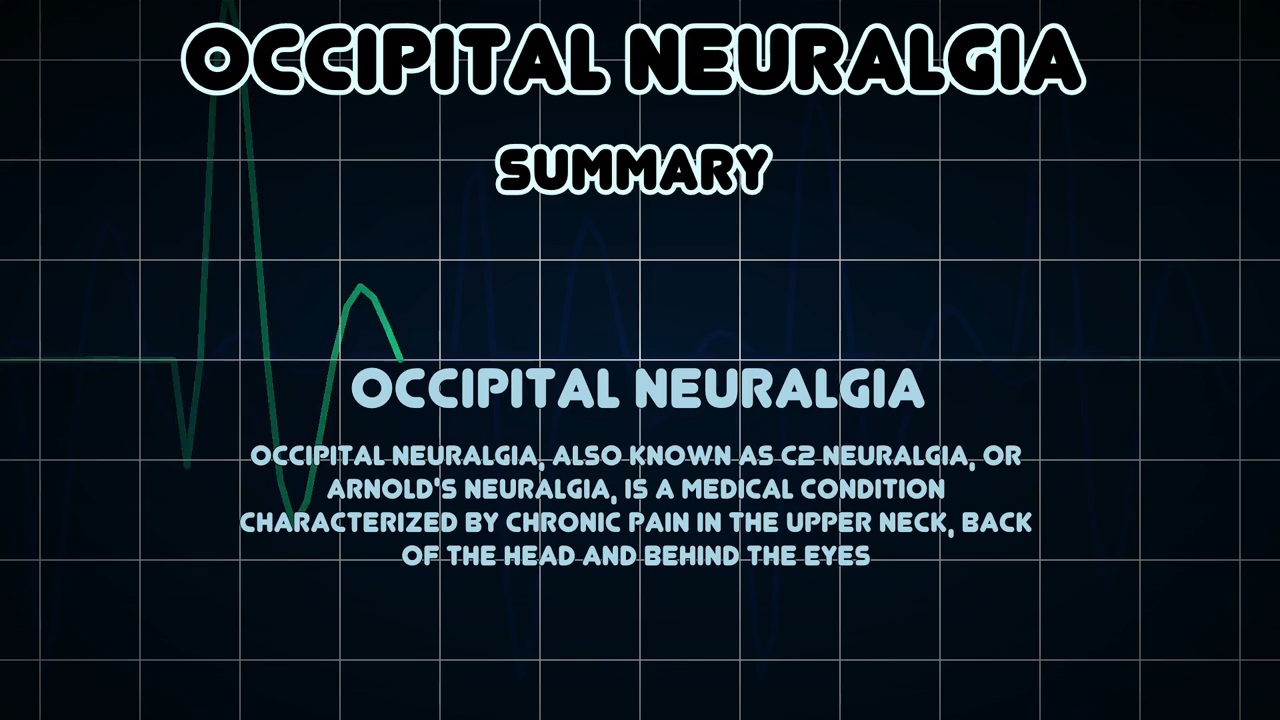 OCCIPITAL NEURALGIA
SUMMARY
OCCIPITAL NEURALGIA
OCCIPITAL NEURALGIA, ALSO KNOWN AS C2 NEURALGIA, OR
ARNOLD'S NEURALGIA, IS A MEDICAL CONDITION
CHARACTERIZED BY CHRONIC PAIN IN THE UPPER NECK, BACK
OF THE HEAD AND BEHIND THE EYES